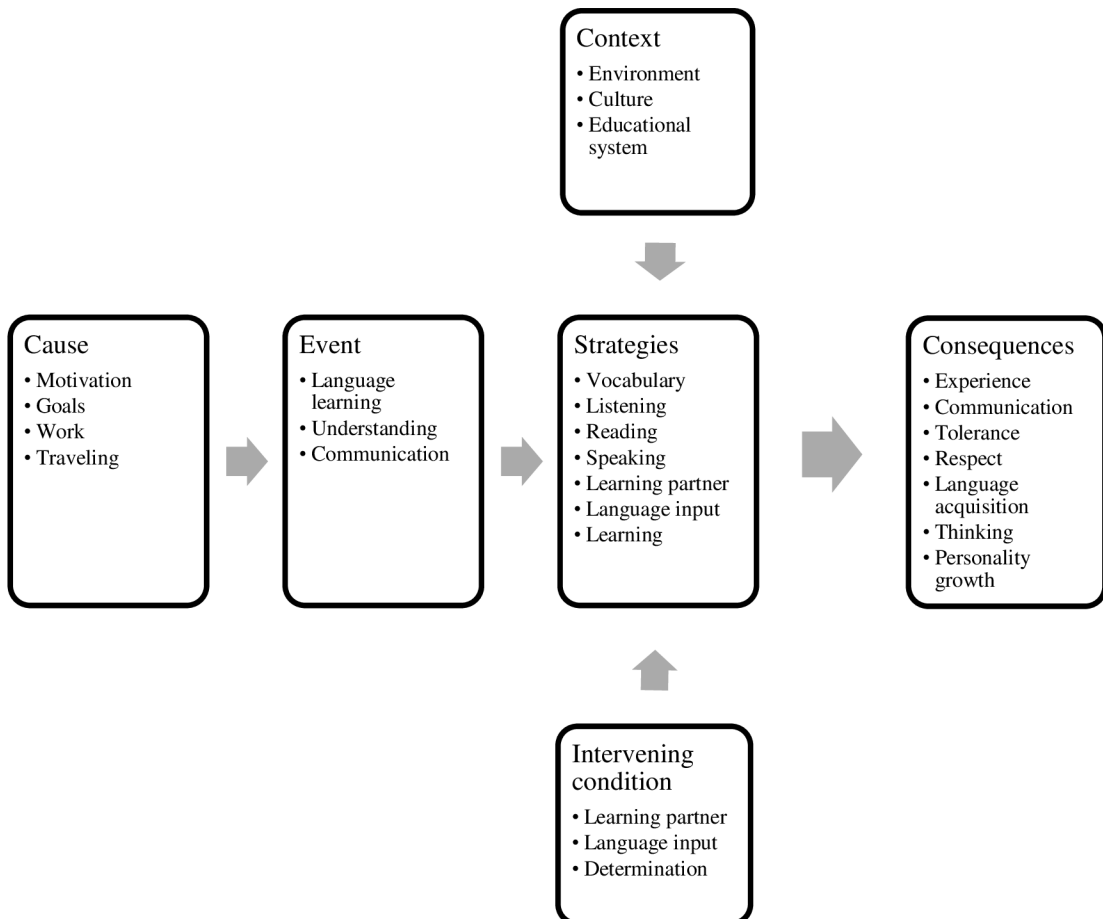 Context
• Environment
• Culture
• Educational
system
Cause
• Motivation
• Goals
• Work
• Traveling
Event
• Language
learning
• Understanding
• Communication
Strategies
• Vocabulary
• Listening
• Reading
• Speaking
• Learning partner
• Language input
• Learning
Consequences
• Experience
• Communication
• Tolerance
• Respect
• Language
acquisition
• Thinking
• Personality
growth
Intervening
condition
• Learning partner
• Language input
• Determination